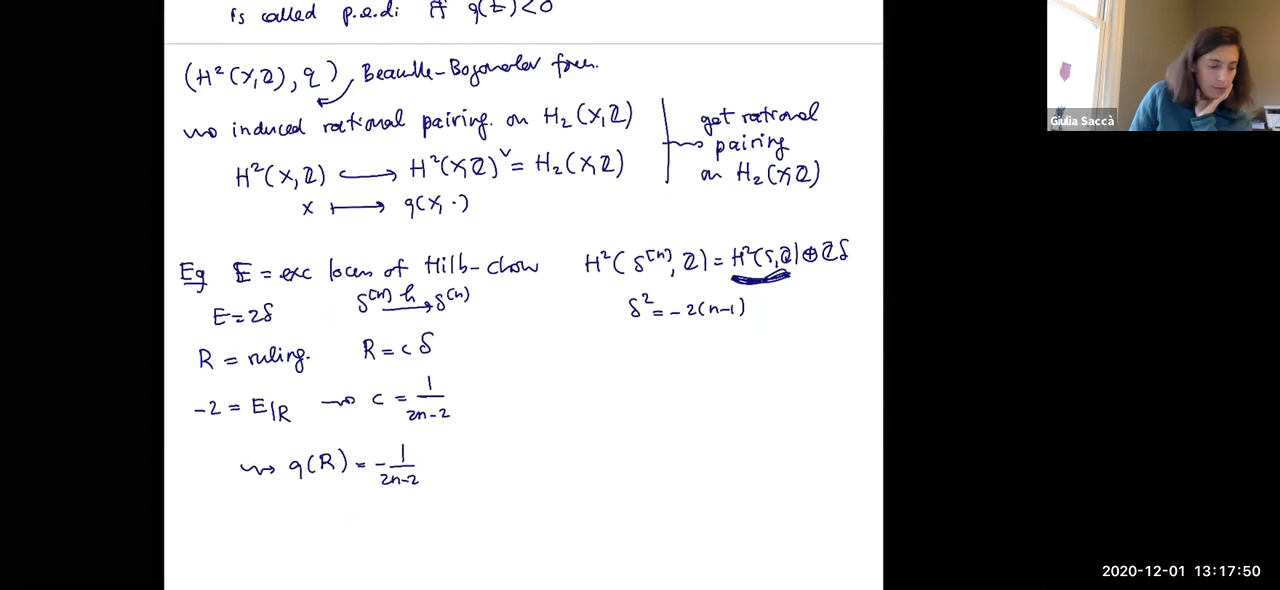 is called p.e.di if q(E)<0
(H²(X,Z), q), Beauville-Bogomolov form.
⇝ induced rational pairing. on H₂(X,Z)
H²(X,Z) ↪ H²(X,Z)^∨ = H₂(X,Z)
x ↦ q(x,·)
get rational
⇝ pairing
on H₂(X,Z)
Eg E = exc locus of Hilb-Chow
S^[n] --h--> S^(n)
H²(S^[n], Z) = H²(S,Z) ⊕ Zδ
E = 2δ
δ² = -2(n-1)
R = ruling. R = c δ
-2 = E|R ⇝ c = 1/(2n-2)
⇝ q(R) = - 1/(2n-2)
Giulia Saccà
2020-12-01 13:17:50